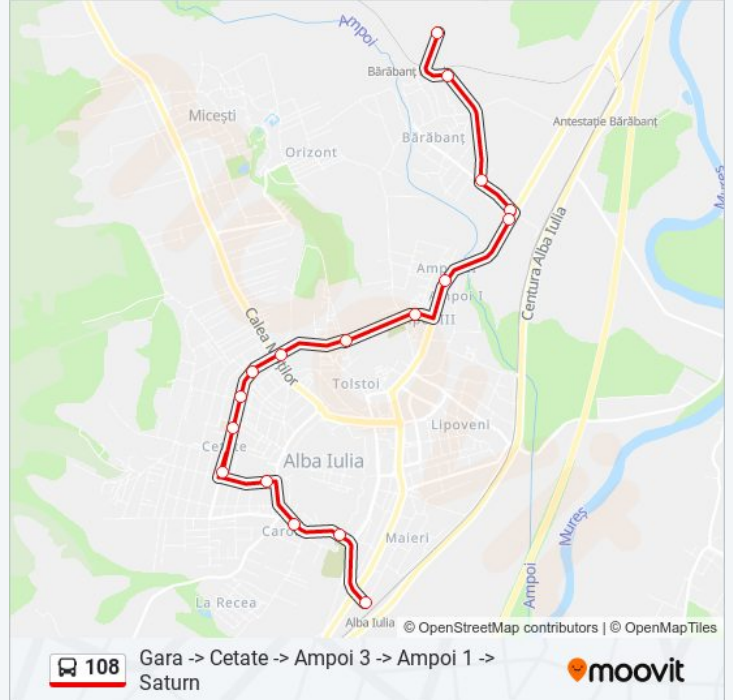 Ampoi
Bărăbanț
Micești
Antestație Bărăbanț
Bărăbanț
Orizont
Mureș
Centura Alba Iulia
Ampoi I
Calea Moților
Tolstoi
Lipoveni
Cetate
Alba Iulia
Mureș
Maieri
Ampoi
La Recea
Alba Iulia
© OpenStreetMap contributors | © OpenMapTiles
108
Gara -> Cetate -> Ampoi 3 -> Ampoi 1 ->
Saturn
moovit